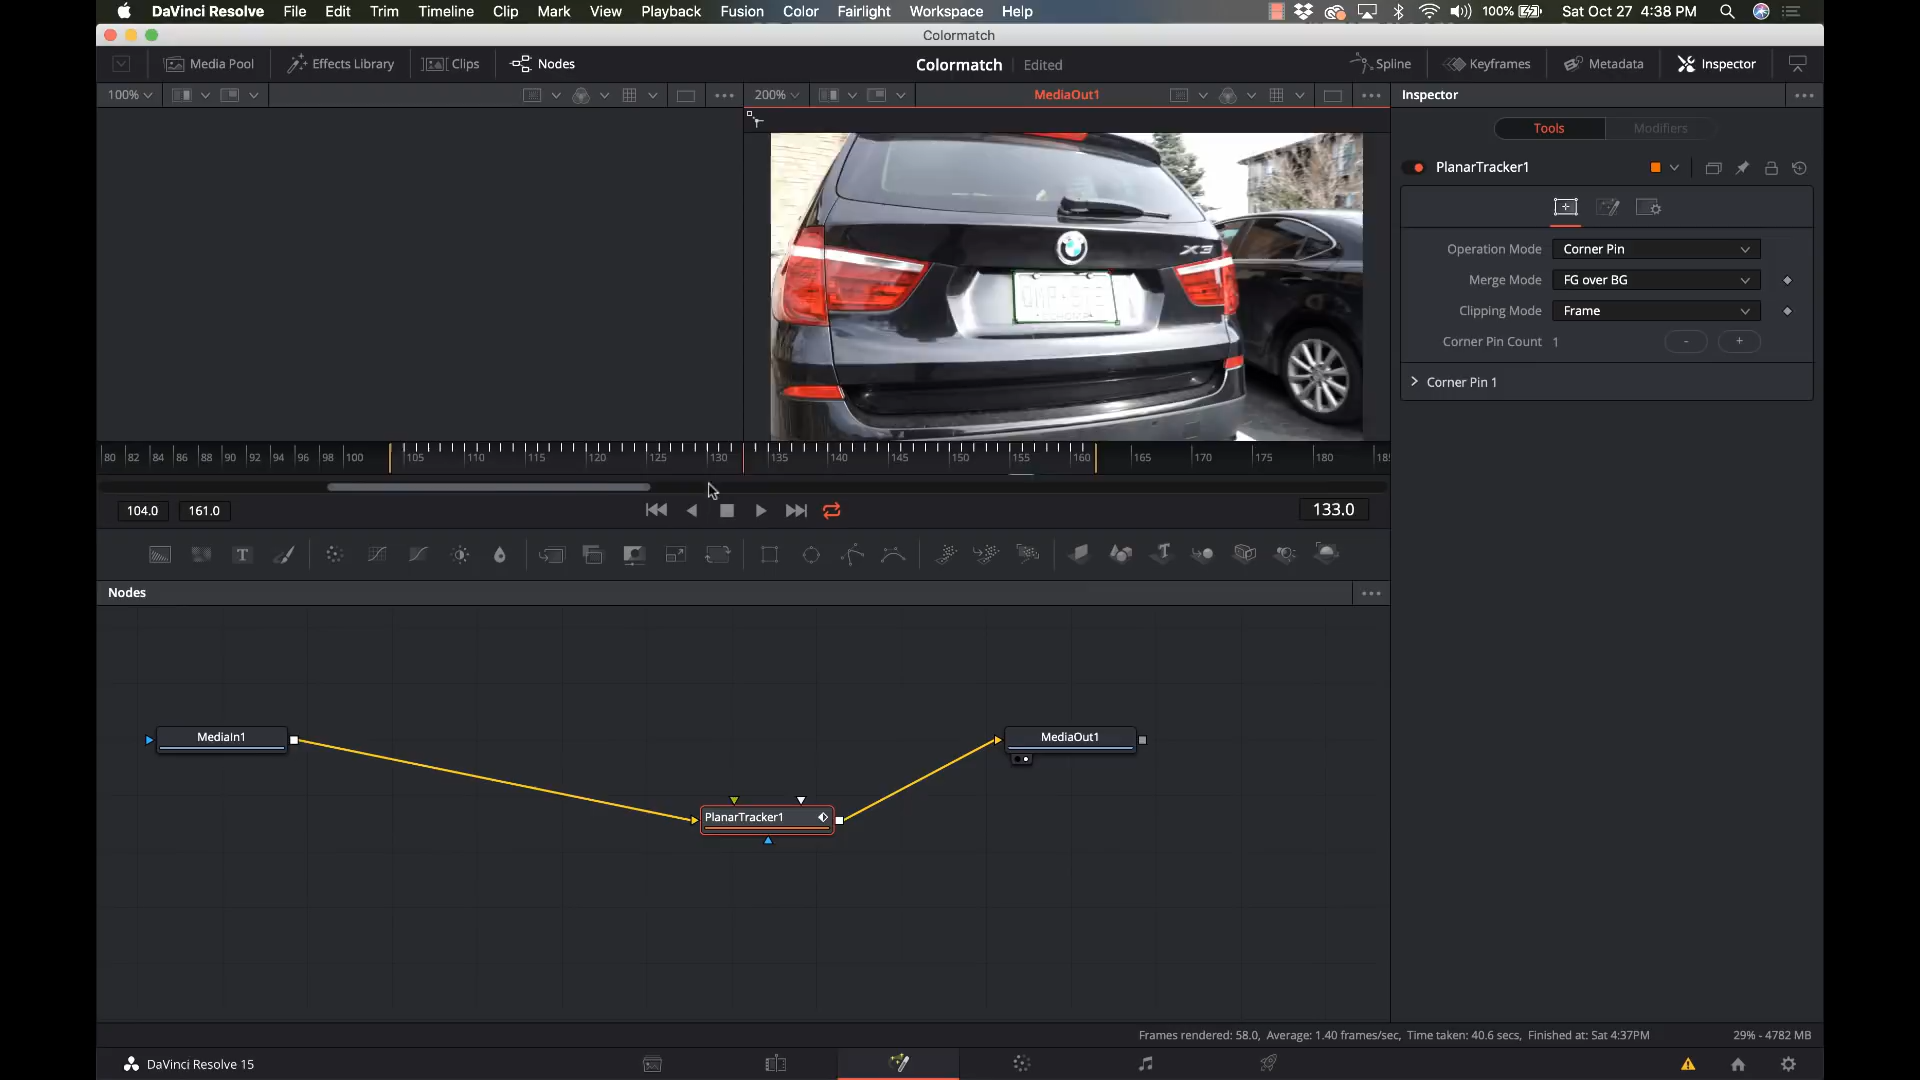 DaVinci Resolve File Edit Trim Timeline Clip Mark View Playback Fusion Color Fairlight Workspace Help 100% Sat Oct 27 4:38 PM
Colormatch
Media Pool Effects Library Clips Nodes Colormatch Edited Spline Keyframes Metadata Inspector
100% 200% MediaOut1 Inspector
Tools Modifiers
PlanarTracker1
X3
Operation Mode Corner Pin
Merge Mode FG over BG
Clipping Mode Frame
Corner Pin Count 1 - +
Corner Pin 1
80 82 84 86 88 90 92 94 96 98 100 105 110 115 120 125 130 135 140 145 150 155 160 165 170 175 180
104.0 161.0 133.0
T T
Nodes
MediaIn1 MediaOut1
PlanarTracker1
Frames rendered: 58.0, Average: 1.40 frames/sec, Time taken: 40.6 secs, Finished at: Sat 4:37PM 29% - 4782 MB
DaVinci Resolve 15